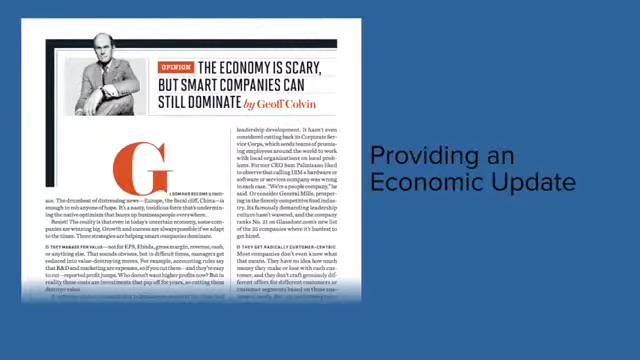 OPINION THE ECONOMY IS SCARY,
BUT SMART COMPANIES CAN
STILL DOMINATE by Geoff Colvin
G
LOOM HAS BECOME A
ase. The drumbeat of distressing news—Europe, the fiscal cliff, China—is
enough to rob anyone of hope. It's a nasty, insidious force that's undermin-
ing the native optimism that buoys up businesspeople everywhere.
Resist! The reality is that even in today's uncertain economy, some com-
panies are winning big. Growth and success are always possible if we adapt
to the times. Three strategies are helping smart companies dominate.
THEY MANAGE FOR VALUE—not for EPS, Ebitda, gross margin, revenue, cash,
or anything else. That sounds obvious, but in difficult times, managers get
seduced into value-destroying moves. For example, accounting rules say
that R&D and marketing are expenses, so if you cut them—and they're easy
to cut—reported profit jumps. Who doesn't want higher profits now? But in
reality those costs are investments that pay off for years, so cutting them
destroys value.
leadership development. It hasn't even
considered cutting back its Corporate Ser-
vice Corps, which sends teams of promis-
ing employees around the world to work
with local organizations on local prob-
lems. Former CEO Sam Palmisano liked
to observe that calling IBM a hardware or
software or services company was wrong
in each case. "We're a people company," he
said. Or consider General Mills, prosper-
ing in the fiercely competitive food indus-
try. Its famously demanding leadership
culture hasn't wavered, and the company
ranks No. 21 on Glassdoor.com's new list
of the 25 companies where it's hardest to
get hired.
THEY GET RADICALLY CUSTOMER-CENTRIC.
Most companies don't even know what
that means. They have no idea how much
money they make or lose with each cus-
tomer, and they don't craft genuinely dif-
ferent offers for different customers or
customer segments based on those
Providing an
Economic Update